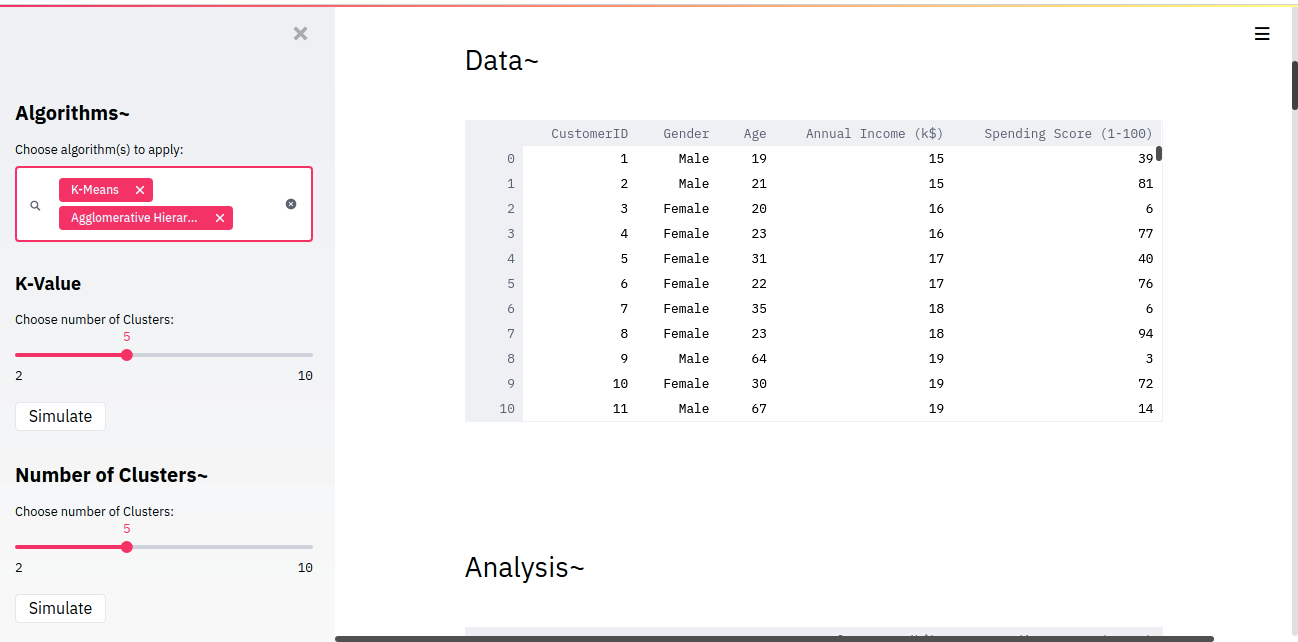 Algorithms~
Choose algorithm(s) to apply:
K-Means
Agglomerative Hierar...
K-Value
Choose number of Clusters:
5
2 10
Simulate
Number of Clusters~
Choose number of Clusters:
5
2 10
Simulate
Data~
CustomerID Gender Age Annual Income (k$) Spending Score (1-100)
0 1 Male 19 15 39
1 2 Male 21 15 81
2 3 Female 20 16 6
3 4 Female 23 16 77
4 5 Female 31 17 40
5 6 Female 22 17 76
6 7 Female 35 18 6
7 8 Female 23 18 94
8 9 Male 64 19 3
9 10 Female 30 19 72
10 11 Male 67 19 14
Analysis~